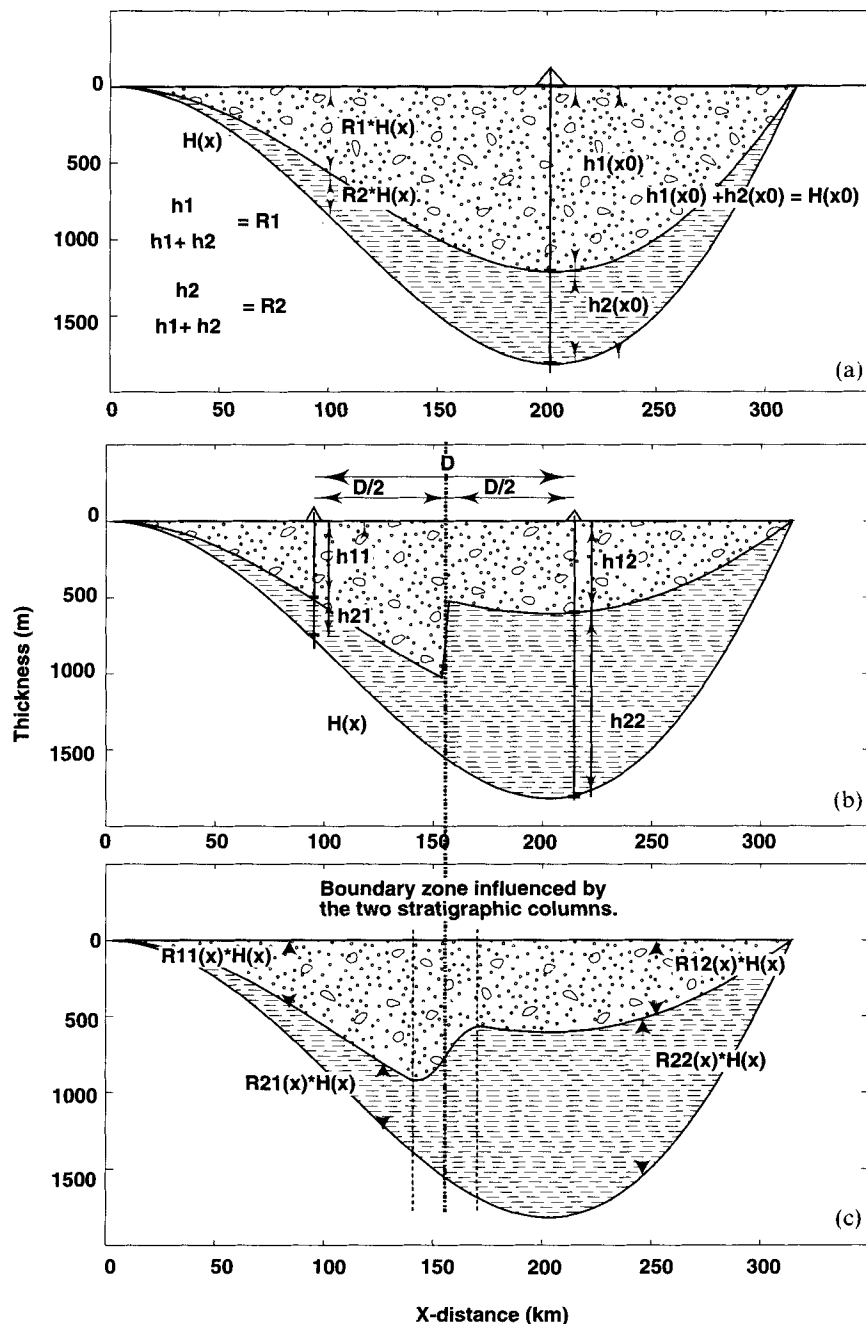 0
500
1000
1500
H(x)
R1*H(x)
R2*H(x)
h1(x0)
h1(x0) +h2(x0) = H(x0)
h1
h1+ h2
= R1
h2
h1+ h2
= R2
h2(x0)
(a)
0 50 100 150 200 250 300
D
D/2 D/2
0
500
1000
1500
Thickness (m)
h11
h21
h12
h22
H(x)
(b)
0 50 100 150 200 250 300
Boundary zone influenced by
the two stratigraphic columns.
0
500
1000
1500
R11(x)*H(x)
R12(x)*H(x)
R21(x)*H(x)
R22(x)*H(x)
(c)
0 50 100 150 200 250 300
X-distance (km)